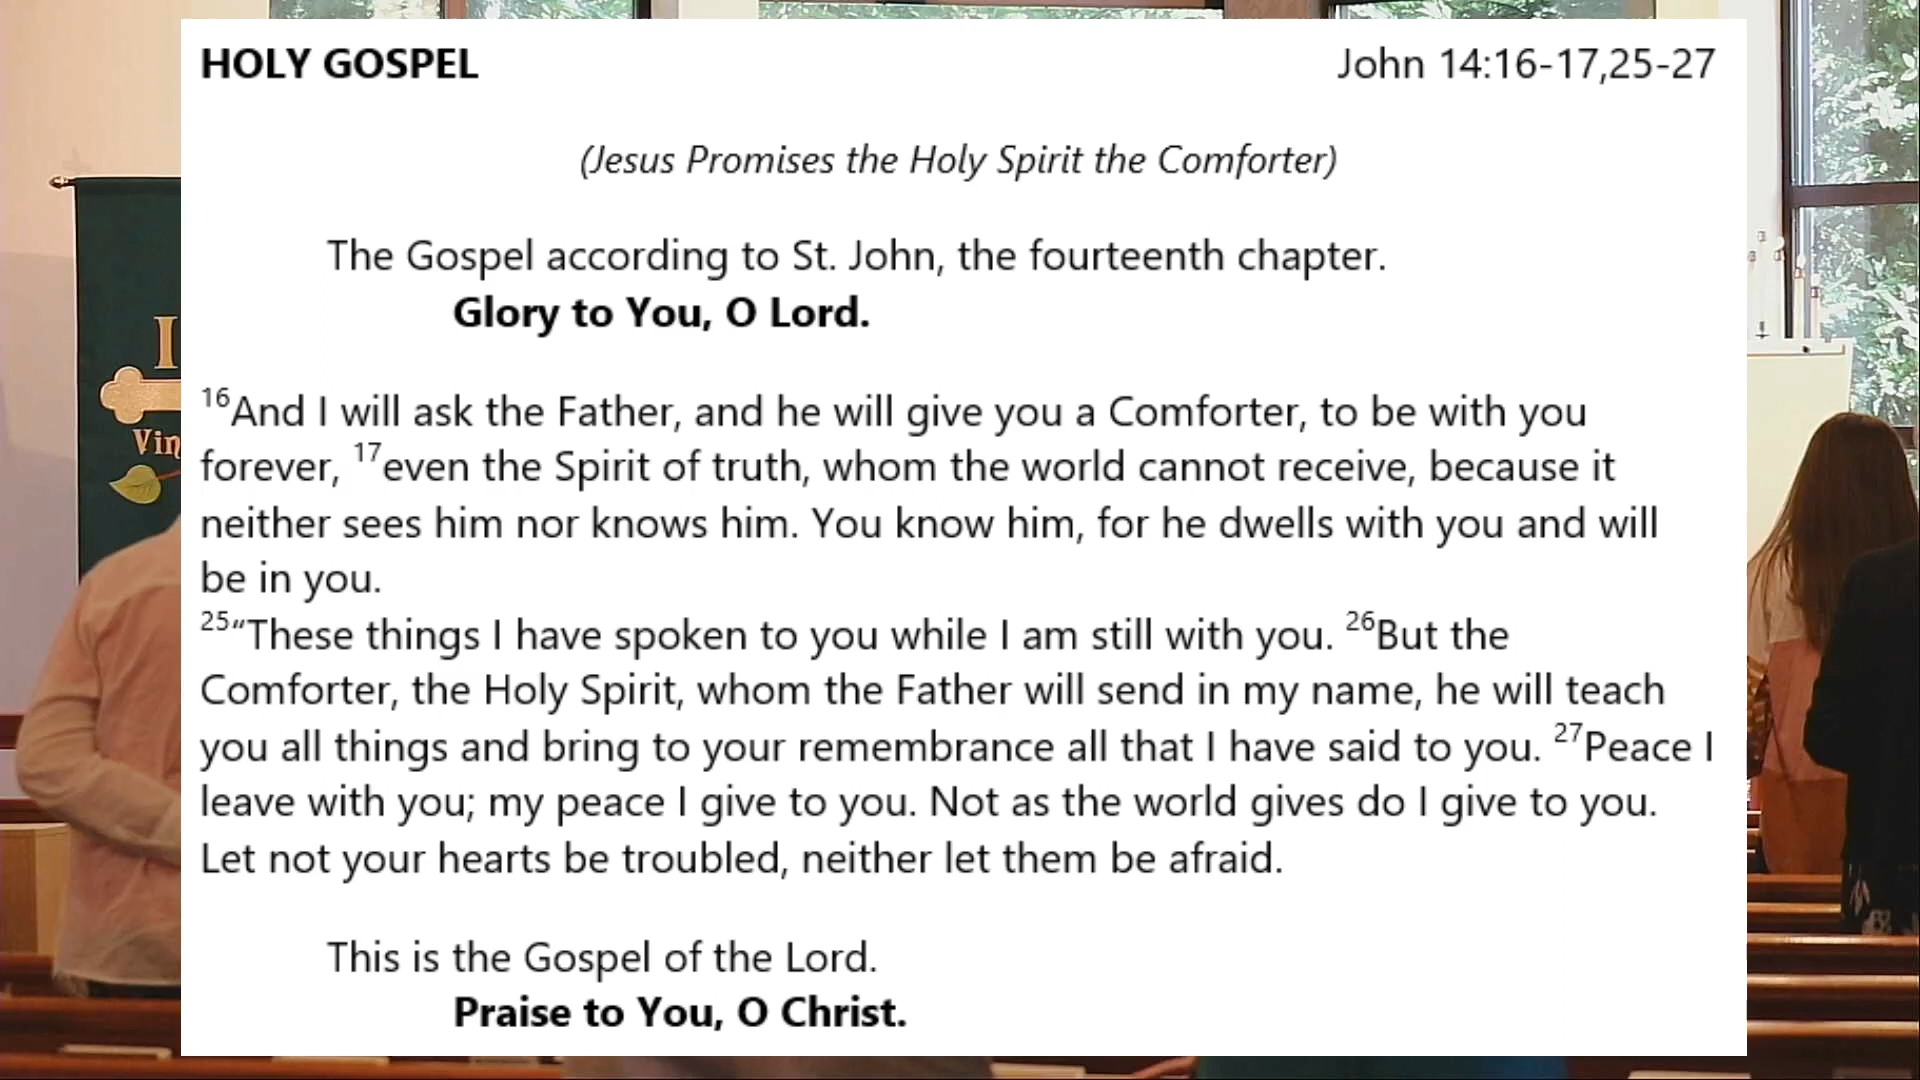 HOLY GOSPEL John 14:16-17,25-27
(Jesus Promises the Holy Spirit the Comforter)
The Gospel according to St. John, the fourteenth chapter.
Glory to You, O Lord.
16And I will ask the Father, and he will give you a Comforter, to be with you
forever, 17even the Spirit of truth, whom the world cannot receive, because it
neither sees him nor knows him. You know him, for he dwells with you and will
be in you.
25“These things I have spoken to you while I am still with you. 26But the
Comforter, the Holy Spirit, whom the Father will send in my name, he will teach
you all things and bring to your remembrance all that I have said to you. 27Peace I
leave with you; my peace I give to you. Not as the world gives do I give to you.
Let not your hearts be troubled, neither let them be afraid.
This is the Gospel of the Lord.
Praise to You, O Christ.